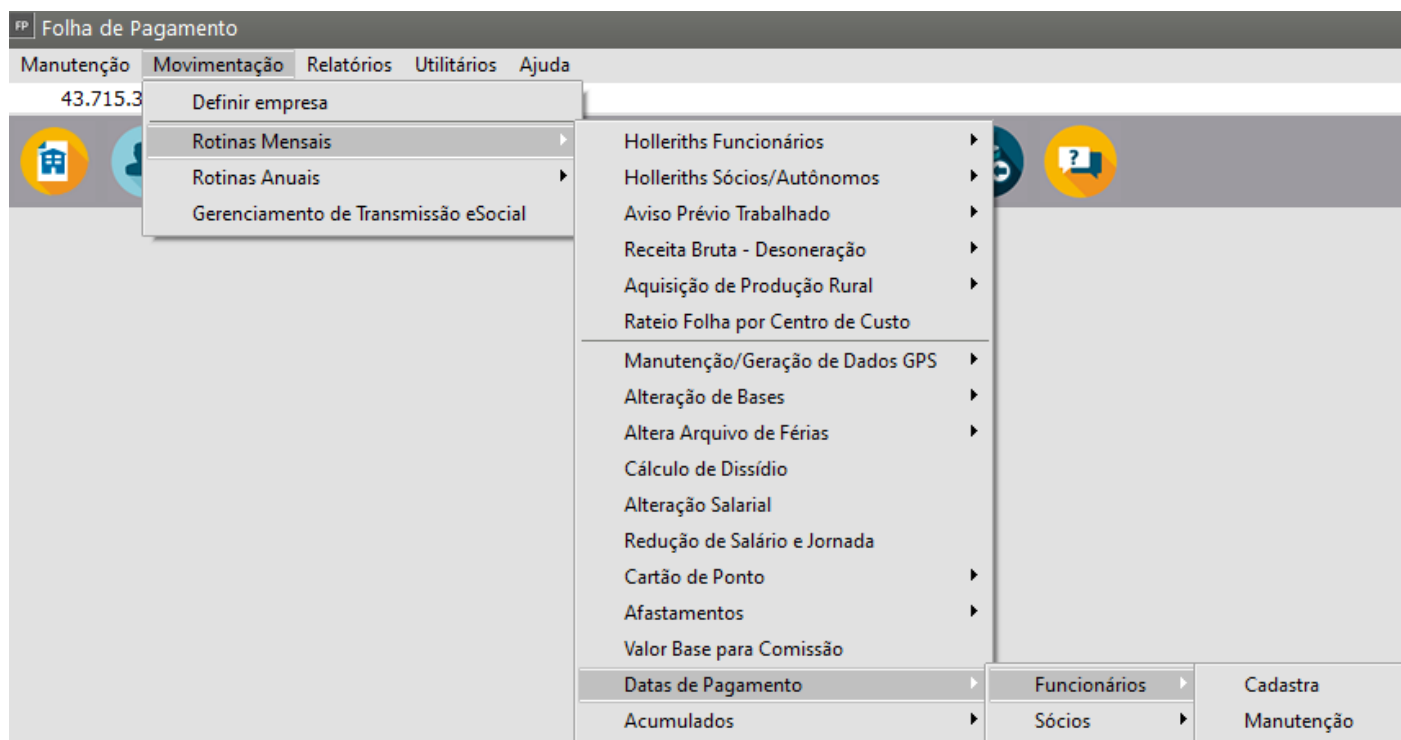 FP Folha de Pagamento
Manutenção Movimentação Relatórios Utilitários Ajuda
43.715.3
Definir empresa
Rotinas Mensais
Rotinas Anuais
Gerenciamento de Transmissão eSocial
Holleriths Funcionários
Holleriths Sócios/Autônomos
Aviso Prévio Trabalhado
Receita Bruta - Desoneração
Aquisição de Produção Rural
Rateio Folha por Centro de Custo
Manutenção/Geração de Dados GPS
Alteração de Bases
Altera Arquivo de Férias
Cálculo de Dissídio
Alteração Salarial
Redução de Salário e Jornada
Cartão de Ponto
Afastamentos
Valor Base para Comissão
Datas de Pagamento
Acumulados
Funcionários
Sócios
Cadastra
Manutenção
?